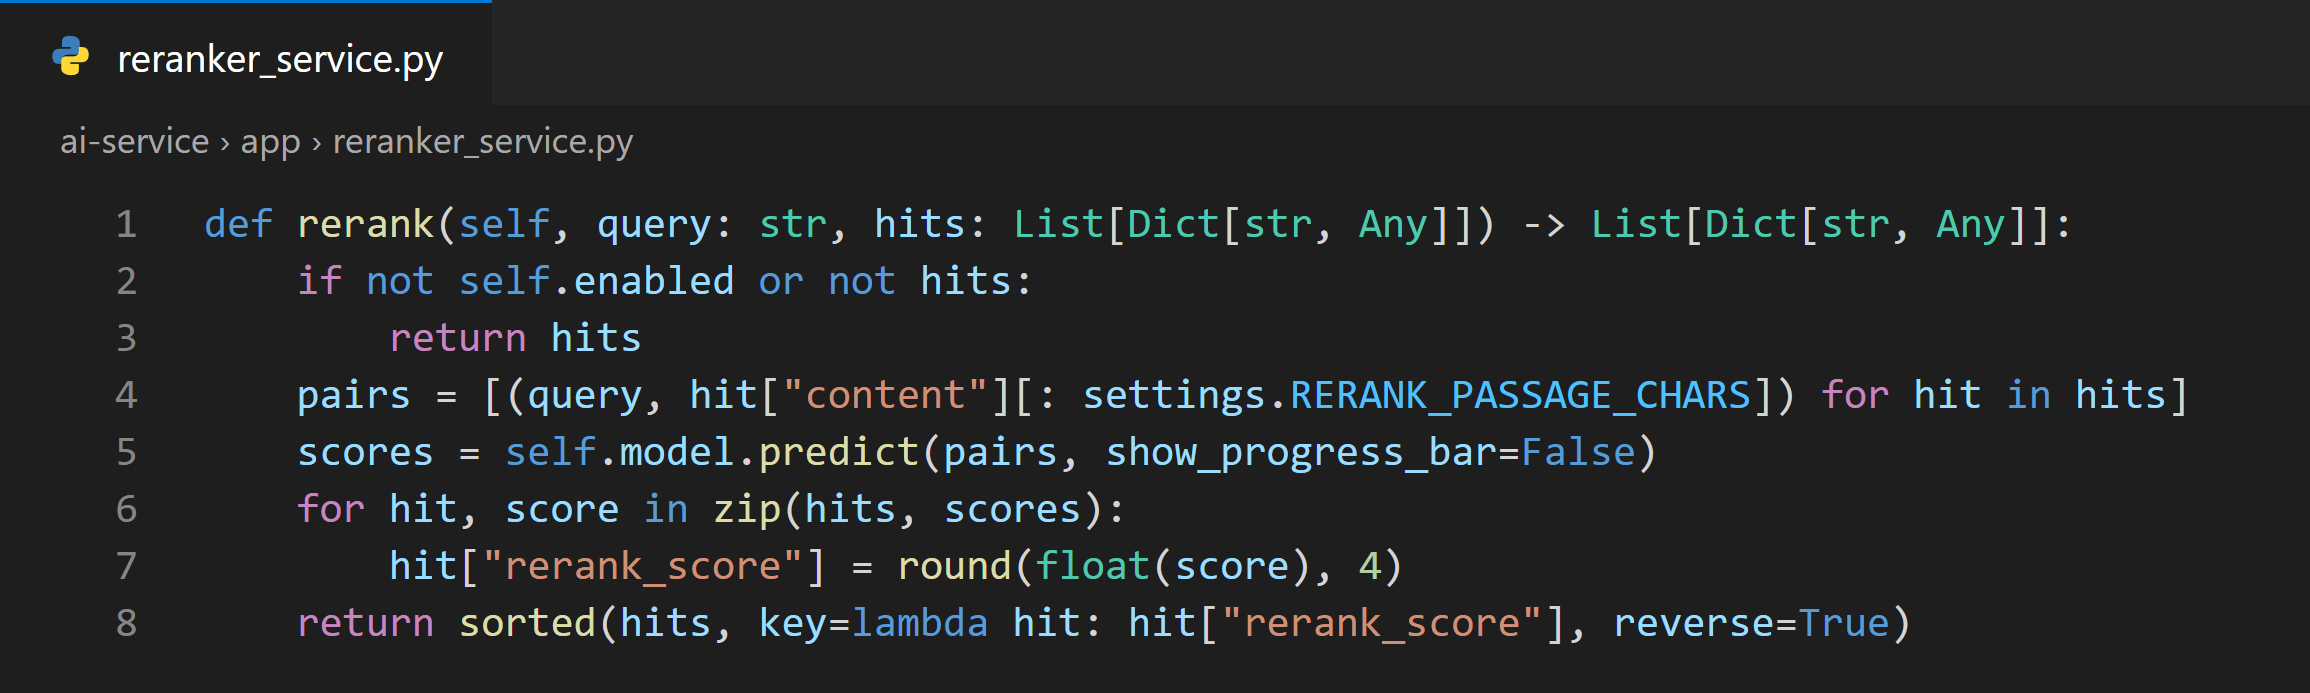 reranker_service.py
ai-service › app › reranker_service.py
1 def rerank(self, query: str, hits: List[Dict[str, Any]]) -> List[Dict[str, Any]]:
2     if not self.enabled or not hits:
3         return hits
4     pairs = [(query, hit["content"][: settings.RERANK_PASSAGE_CHARS]) for hit in hits]
5     scores = self.model.predict(pairs, show_progress_bar=False)
6     for hit, score in zip(hits, scores):
7         hit["rerank_score"] = round(float(score), 4)
8     return sorted(hits, key=lambda hit: hit["rerank_score"], reverse=True)